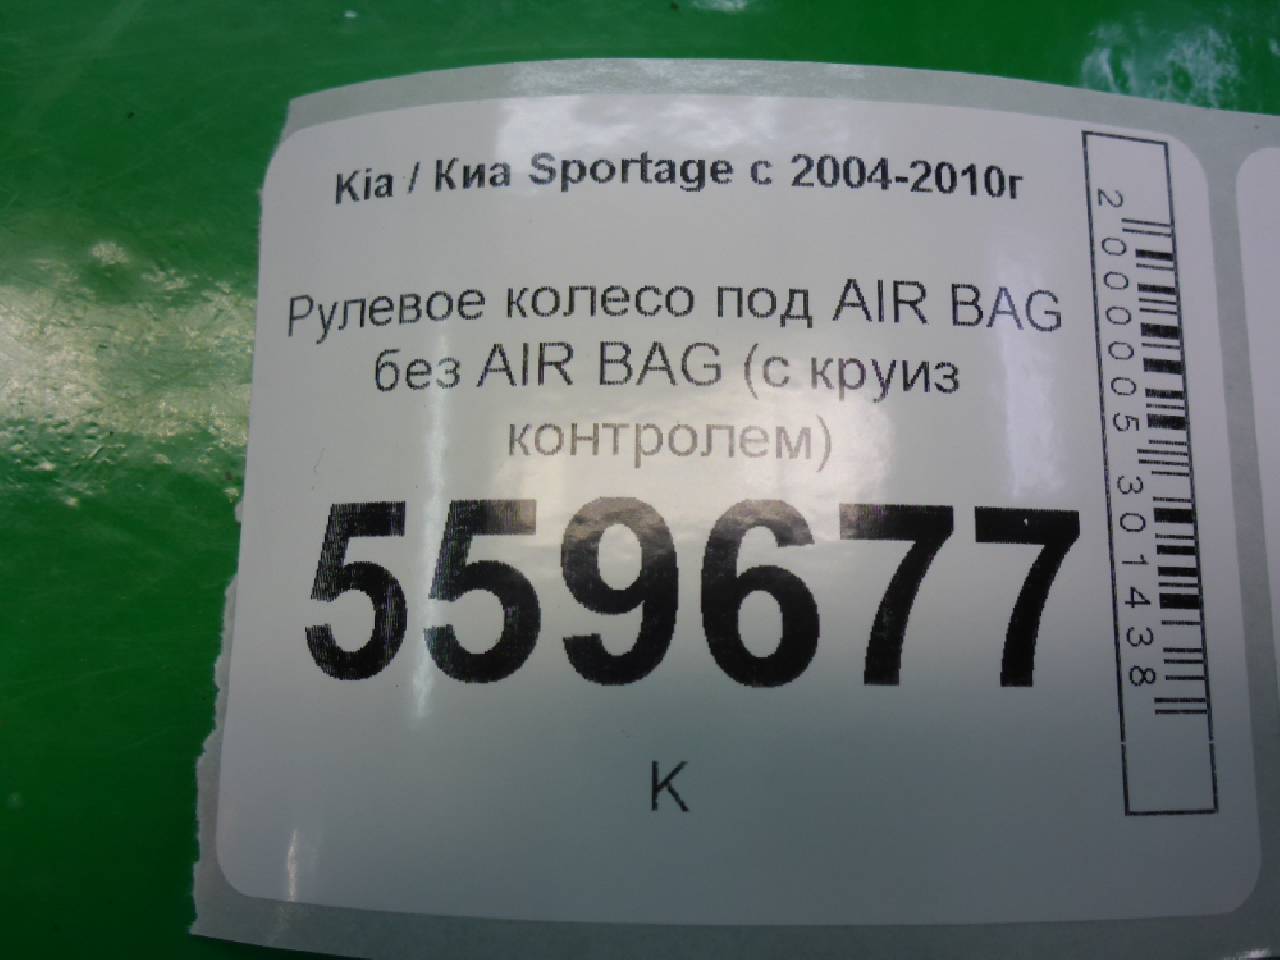 Kia / Киа Sportage с 2004-2010г
Рулевое колесо под AIR BAG
без AIR BAG (с круиз
контролем)
559677
К
2000005301438